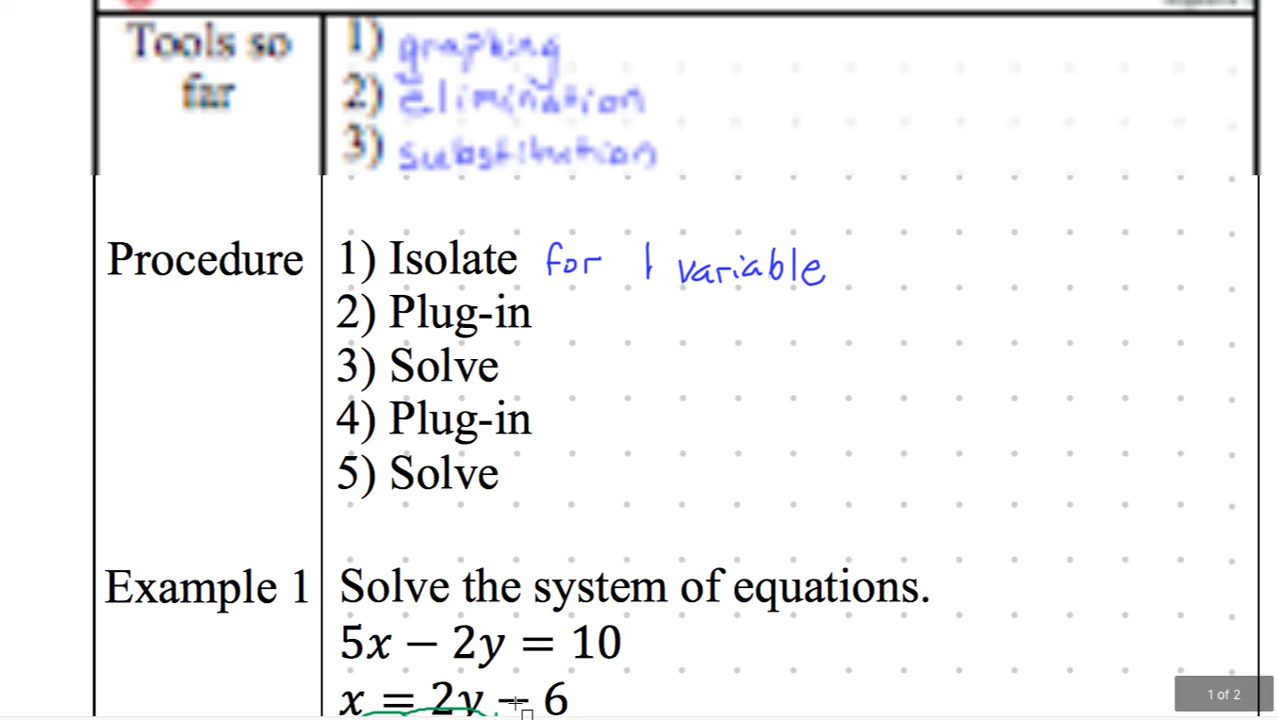 Tools so far
1) graphing
2) elimination
3) substitution
Procedure
1) Isolate for 1 variable
2) Plug-in
3) Solve
4) Plug-in
5) Solve
Example 1
Solve the system of equations.
5x − 2y = 10
x = 2y − 6
1 of 2